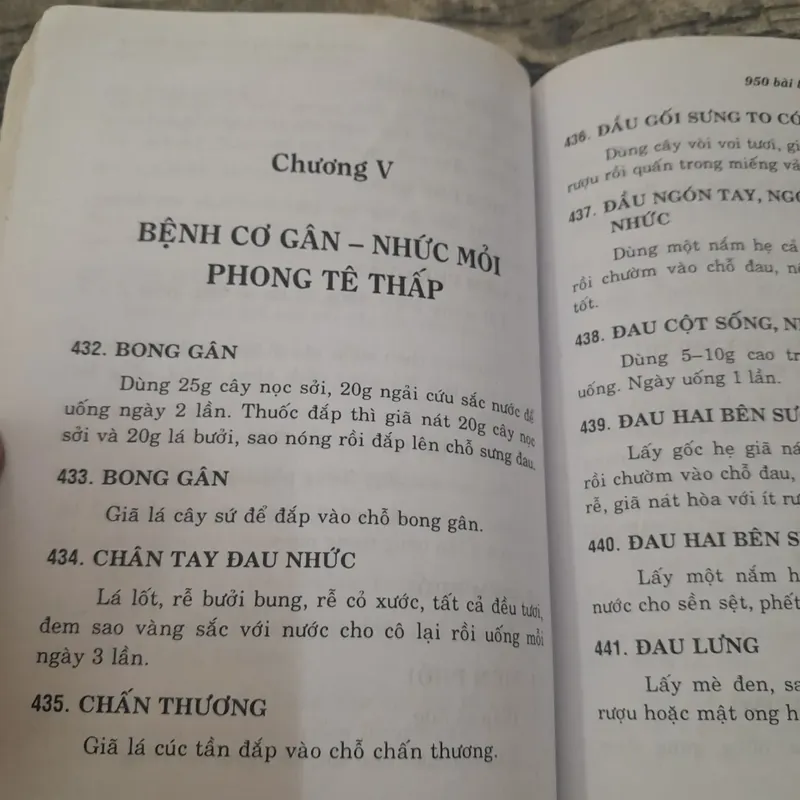 Chương V
BỆNH CƠ GÂN – NHỨC MỎI
PHONG TÊ THẤP
432. BONG GÂN
Dùng 25g cây nọc sởi, 20g ngải cứu sắc nước để
uống ngày 2 lần. Thuốc đắp thì giã nát 20g cây nọc
sởi và 20g lá bưởi, sao nóng rồi đắp lên chỗ sưng đau.
433. BONG GÂN
Giã lá cây sứ để đắp vào chỗ bong gân.
434. CHÂN TAY ĐAU NHỨC
Lá lốt, rễ bưởi bung, rễ cỏ xước, tất cả đều tươi,
đem sao vàng sắc với nước cho cô lại rồi uống mỗi
ngày 3 lần.
435. CHẤN THƯƠNG
Giã lá cúc tần đắp vào chỗ chấn thương.
950 bài
436. ĐẦU GỐI SƯNG TO CÓ
Dùng cây vòi voi tươi,
rượu rồi quấn trong miếng
437. ĐẦU NGÓN TAY,
NHỨC
Dùng một nắm hẹ cả
rồi chườm vào chỗ đau,
tốt.
438. ĐAU CỘT SỐNG,
Dùng 5–10g cao
uống. Ngày uống 1 lần.
439. ĐAU HAI BÊN
Lấy gốc hẹ giã
rồi chườm vào chỗ đau,
rễ, giã nát hòa với ít
440. ĐAU HAI BÊN
Lấy một nắm
nước cho sền sệt, phết
441. ĐAU LƯNG
Lấy mè đen,
rượu hoặc mật ong